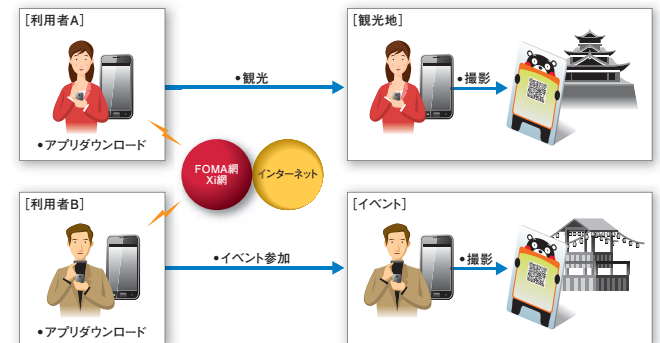 [利用者A]
•アプリダウンロード
•観光
[観光地]
•撮影
FOMA網
Xi網
インターネット
[利用者B]
•アプリダウンロード
•イベント参加
[イベント]
•撮影